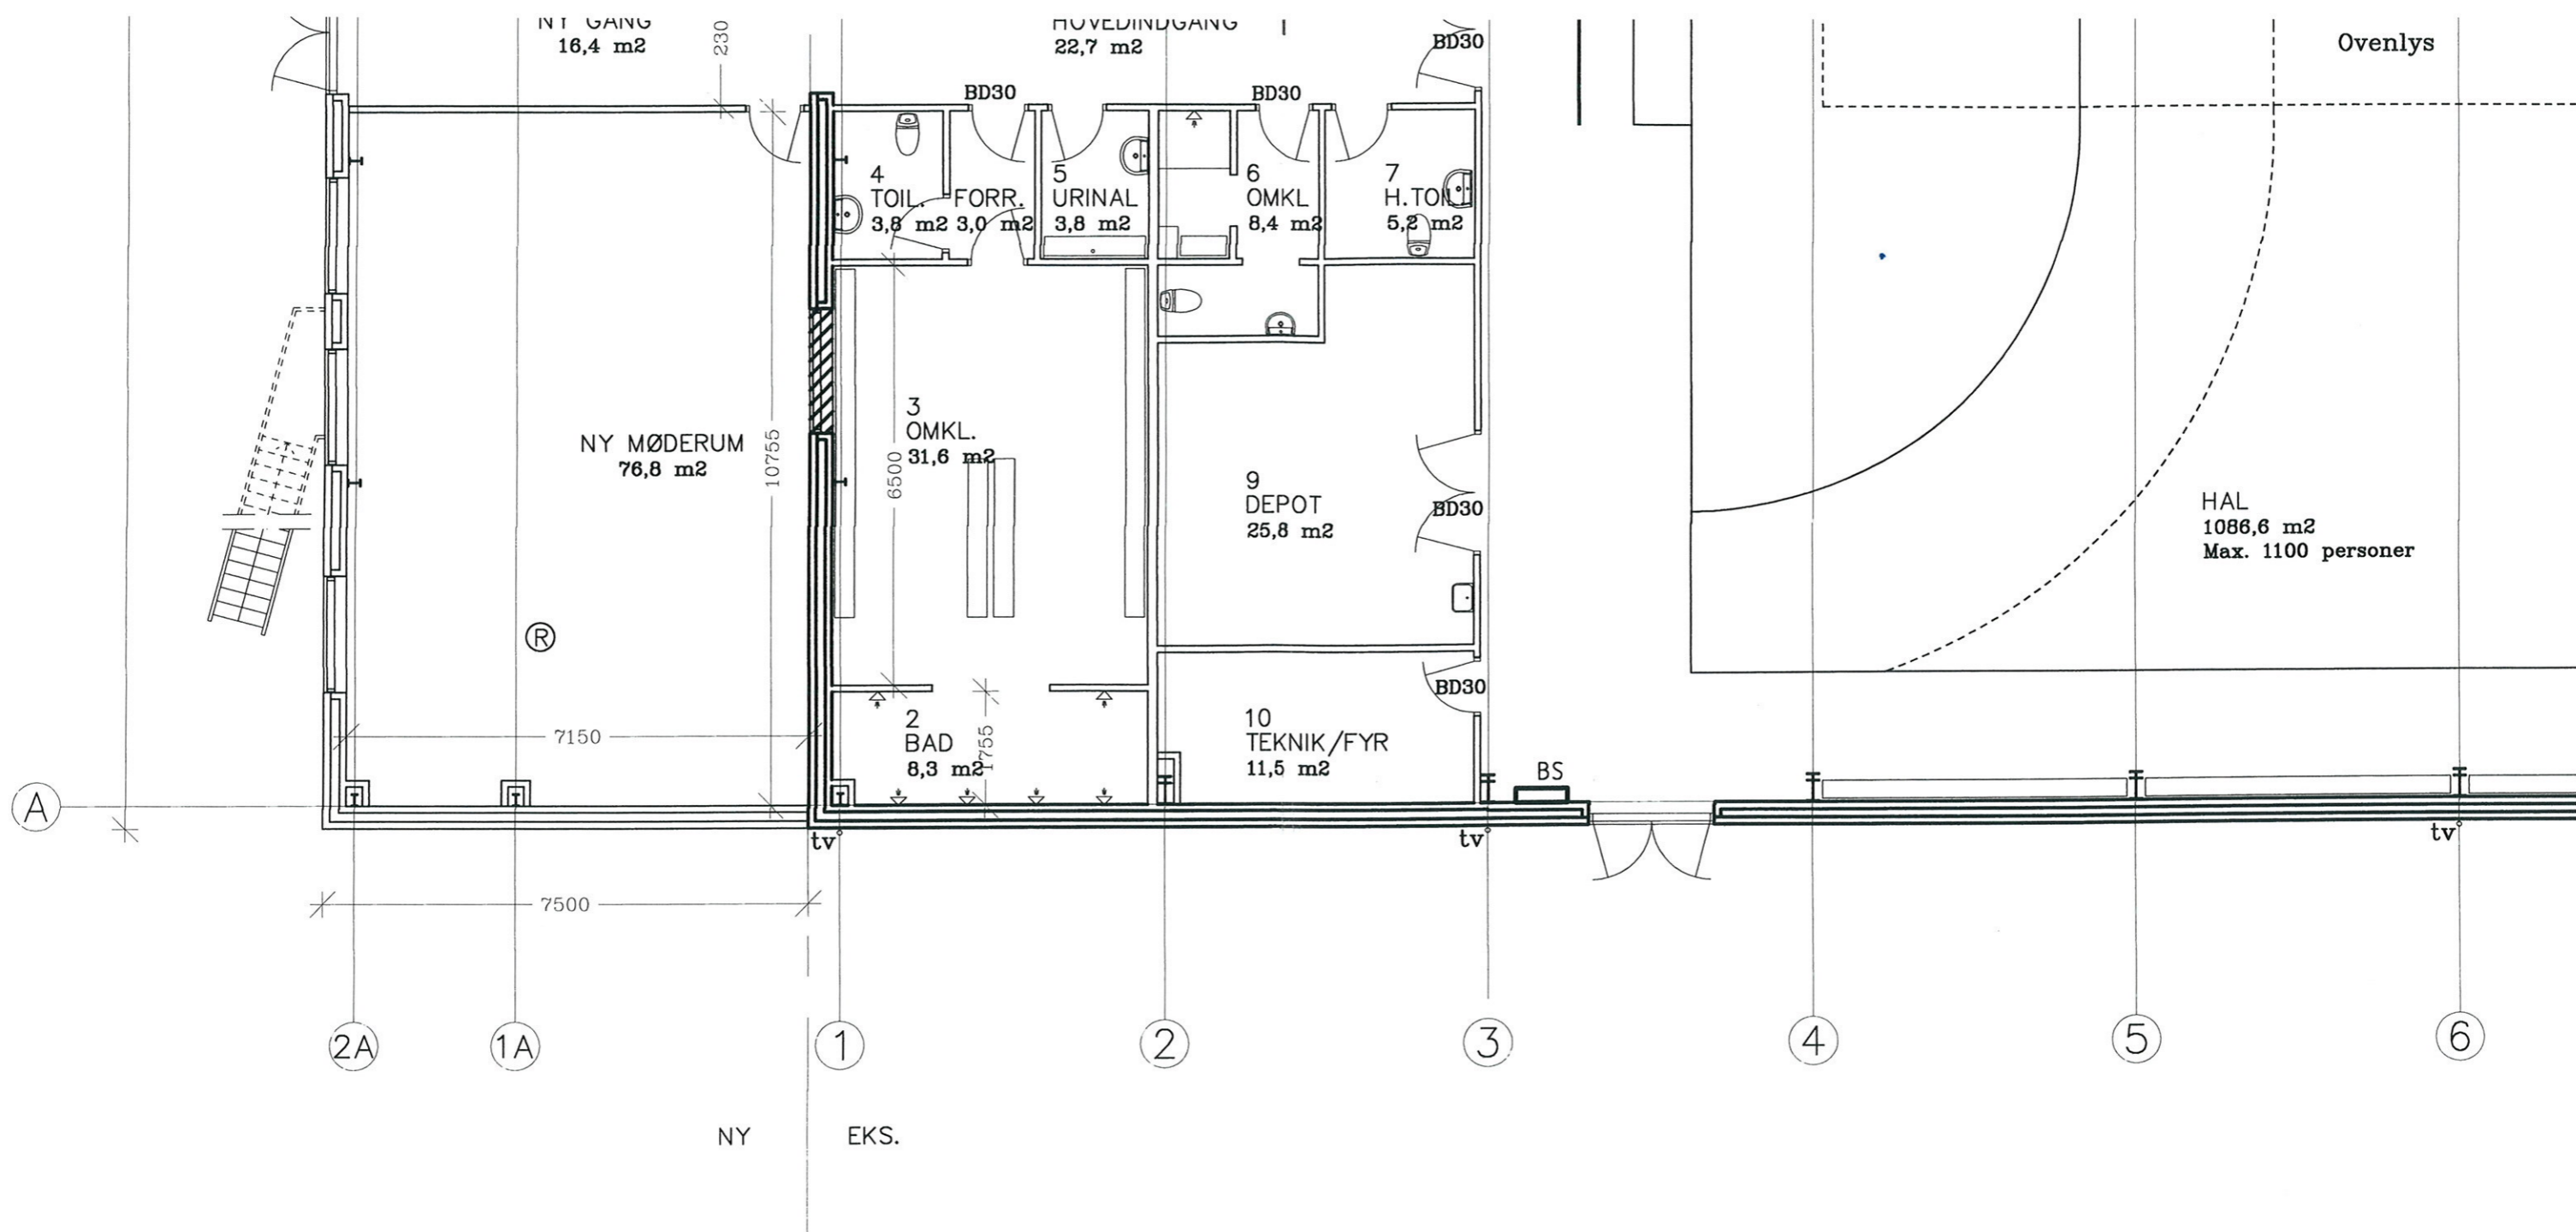 NY GANG
16,4 m2
230
HOVEDINDGANG
22,7 m2
BD30
Ovenlys
BD30
BD30
4
TOIL.
3,8 m2
FORR.
3,0 m2
5
URINAL
3,8 m2
6
OMKL
8,4 m2
7
H.TOIL
5,2 m2
NY MØDERUM
76,8 m2
10755
6500
3
OMKL.
31,6 m2
9
DEPOT
25,8 m2
BD30
HAL
1086,6 m2
Max. 1100 personer
R
BD30
7150
2
BAD
8,3 m2
1755
10
TEKNIK/FYR
11,5 m2
BS
A
tv
tv
tv
7500
2A
1A
1
2
3
4
5
6
NY
EKS.